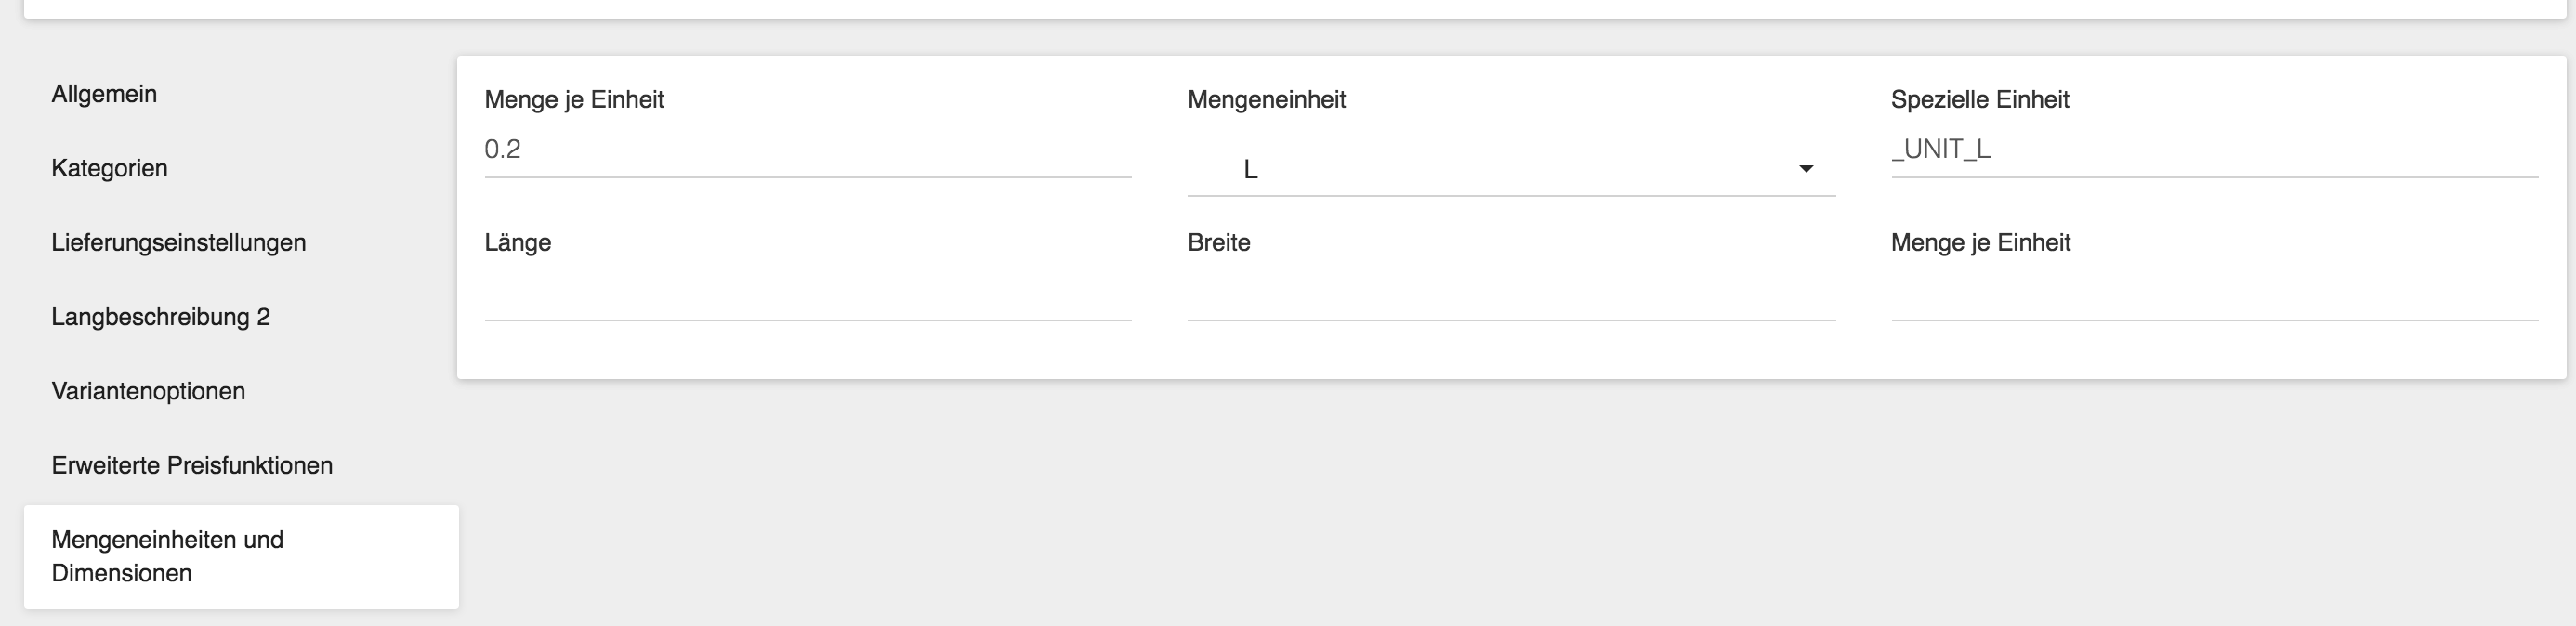 Allgemein
Kategorien
Lieferungseinstellungen
Langbeschreibung 2
Variantenoptionen
Erweiterte Preisfunktionen
Mengeneinheiten und
Dimensionen
Menge je Einheit
0.2
Mengeneinheit
L
Spezielle Einheit
_UNIT_L
Länge
Breite
Menge je Einheit